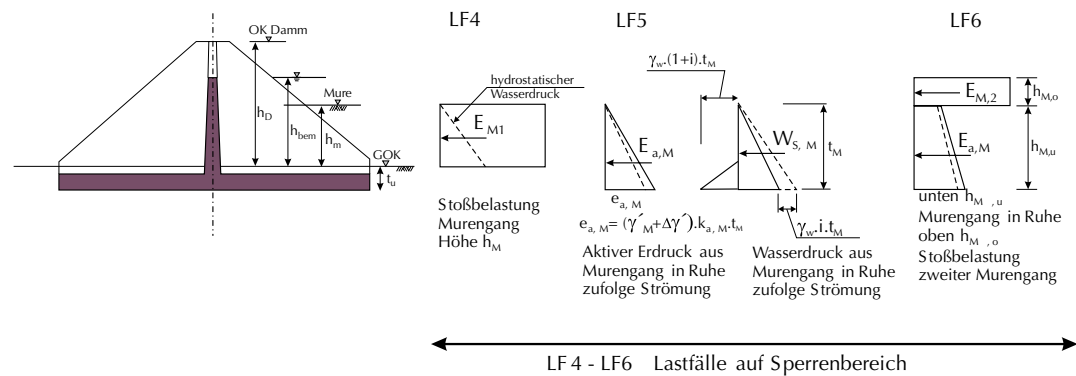 LF4
LF5
LF6
OK Damm
Mure
GOK
h_D
h_bem
h_m
t_u
hydrostatischer
Wasserdruck
E_M1
Stoßbelastung
Murengang
Höhe h_M
γ_w.(1+i).t_M
E_a,M
e_a, M
e_a, M= (γ´_M+Δγ´).k_a, M.t_M
Aktiver Erdruck aus
Murengang in Ruhe
zufolge Strömung
W_S, M
t_M
γ_w.i.t_M
Wasserdruck aus
Murengang in Ruhe
zufolge Strömung
E_M,2
h_M,o
E_a,M
h_M,u
unten h_M ,u
Murengang in Ruhe
oben h_M ,o
Stoßbelastung
zweiter Murengang
LF 4 - LF6 Lastfälle auf Sperrenbereich